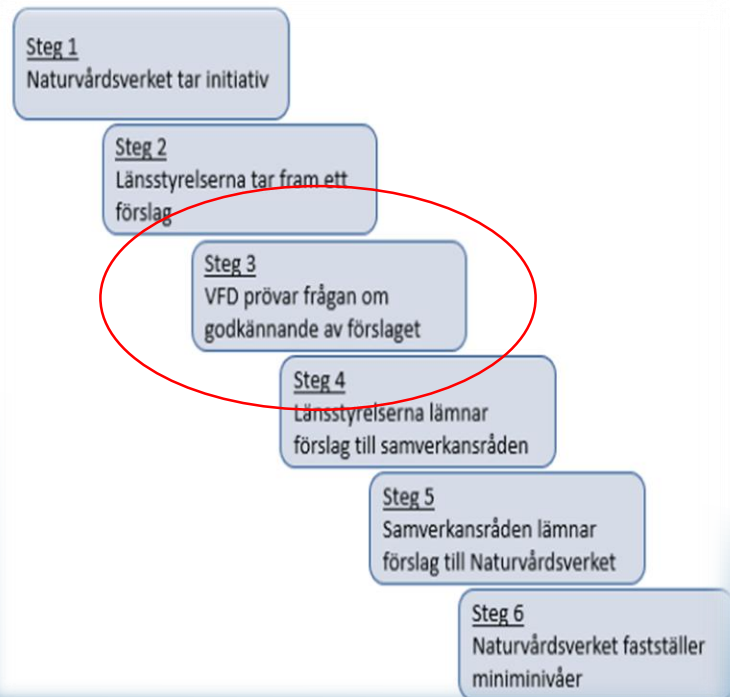 Steg 1
Naturvårdsverket tar initiativ
Steg 2
Länsstyrelserna tar fram ett
förslag
Steg 3
VFD prövar frågan om
godkännande av förslaget
Steg 4
Länsstyrelserna lämnar
förslag till samverkansråden
Steg 5
Samverkansråden lämnar
förslag till Naturvårdsverket
Steg 6
Naturvårdsverket fastställer
miniminivåer